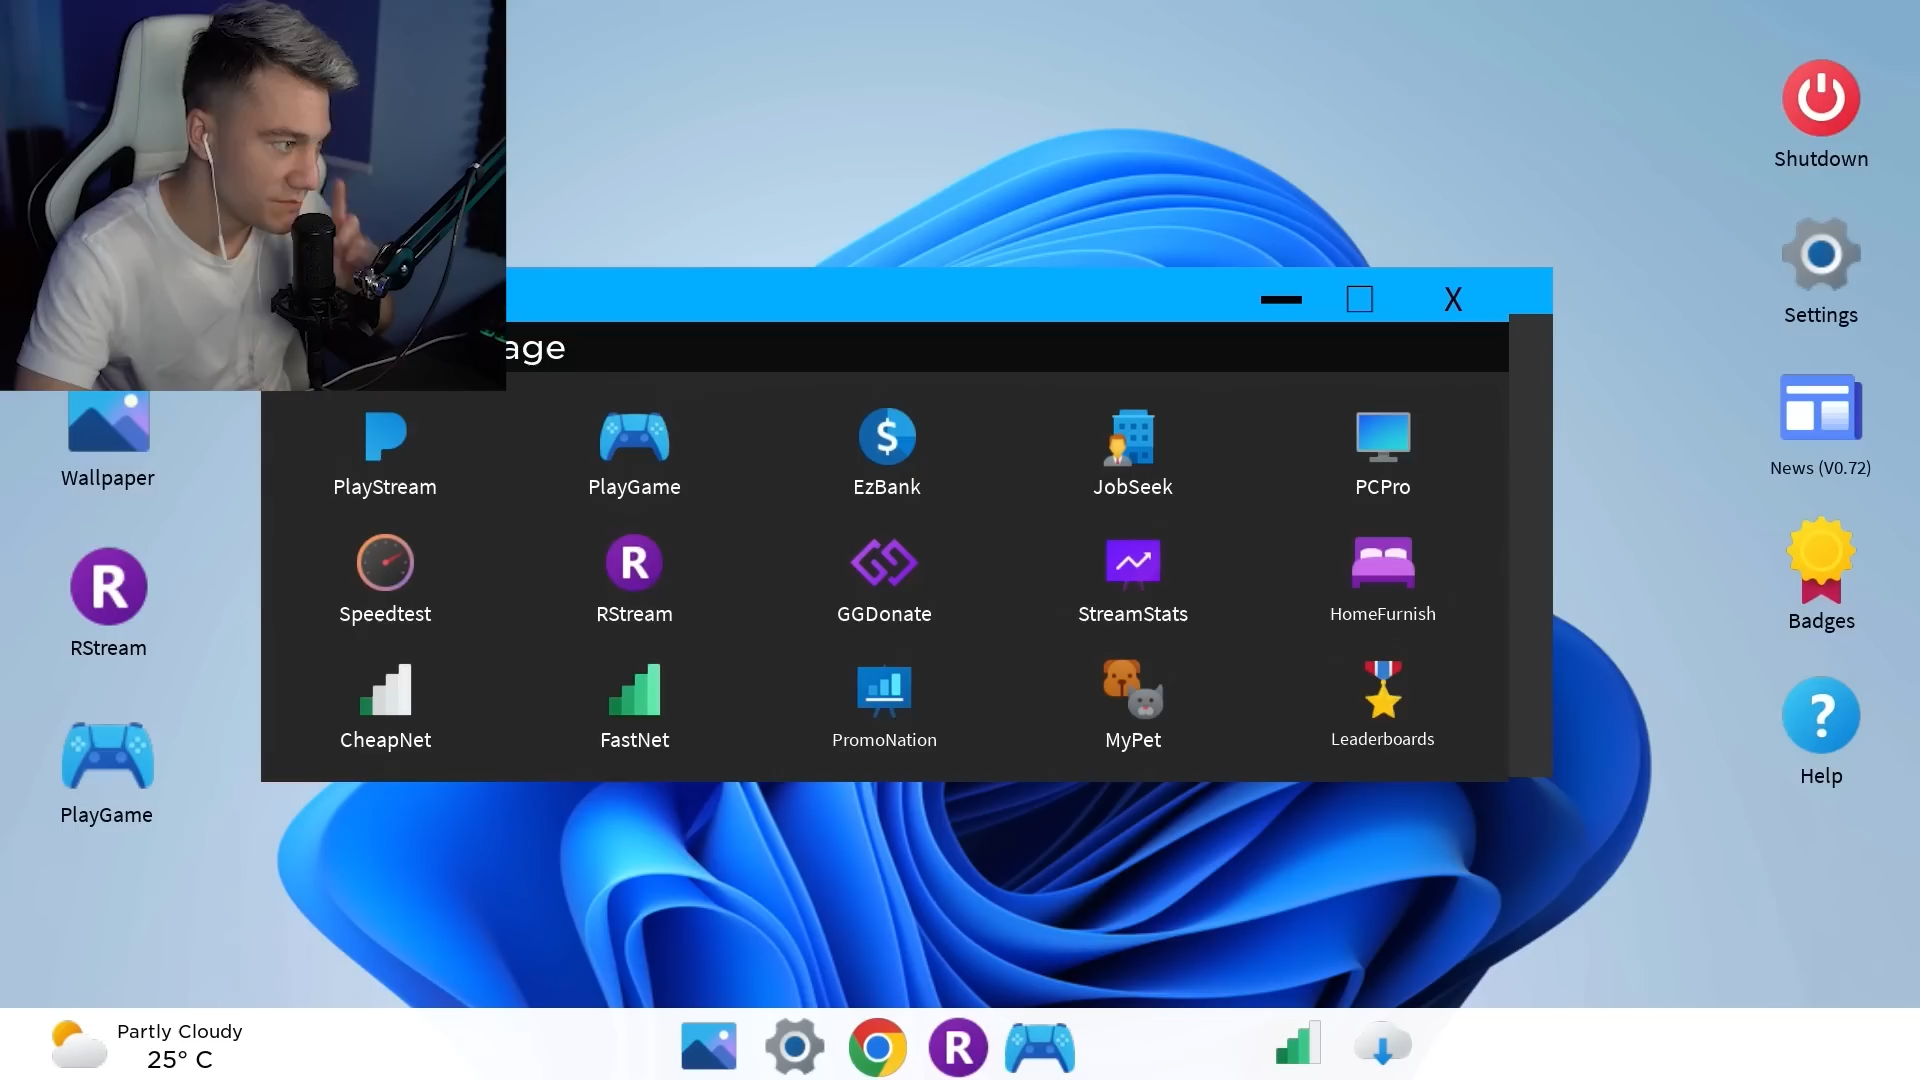 Shutdown
Settings
X
age
News (V0.72)
Wallpaper
PlayStream
PlayGame
EzBank
$
JobSeek
PCPro
R
RStream
Speedtest
R
RStream
GGDonate
StreamStats
HomeFurnish
Badges
CheapNet
FastNet
PromoNation
MyPet
Leaderboards
?
Help
PlayGame
Partly Cloudy
25° C
R